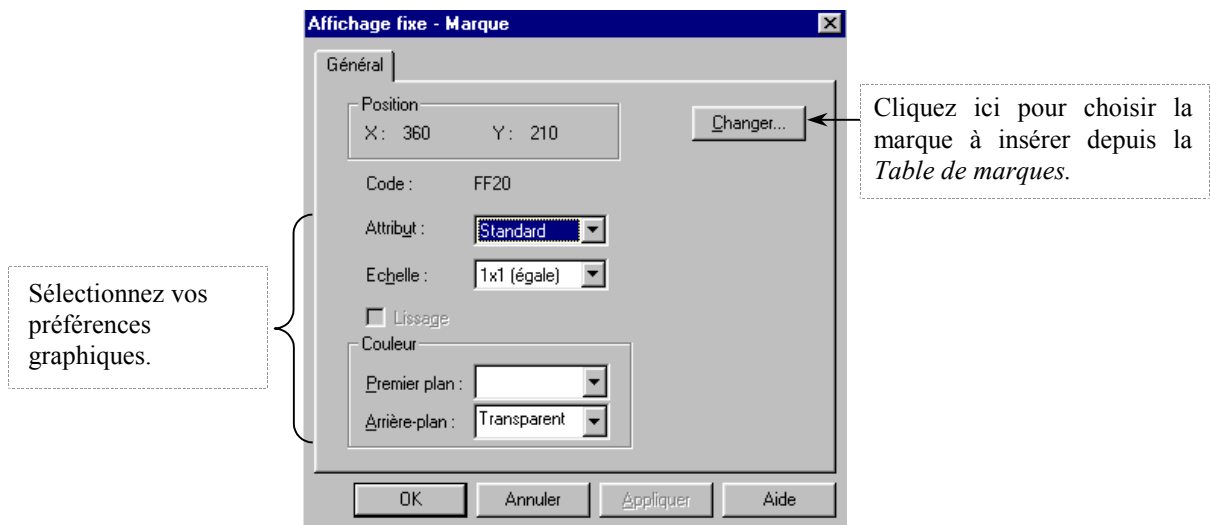 Affichage fixe - Marque
Général
Position
X : 360 Y : 210
Changer...
Cliquez ici pour choisir la
marque à insérer depuis la
Table de marques.
Code : FF20
Attribut : Standard
Echelle : 1x1 (égale)
Lissage
Sélectionnez vos
préférences
graphiques.
Couleur
Premier plan :
Arrière-plan : Transparent
OK Annuler Appliquer Aide